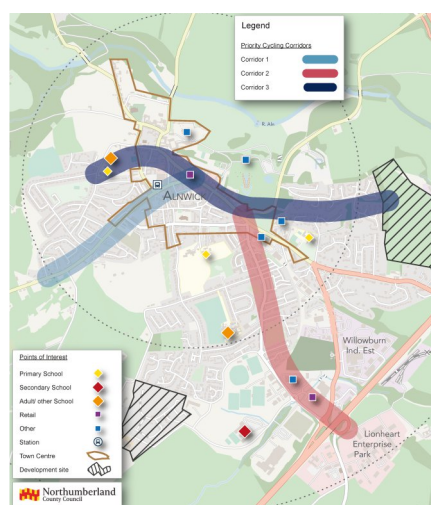 Legend
Priority Cycling Corridors
Corridor 1
Corridor 2
Corridor 3
R. Aln
ALNWICK
Willowburn
Ind. Est
Lionheart
Enterprise
Park
Points of Interest
Primary School
Secondary School
Adult/ other School
Retail
Other
Station
Town Centre
Development site
Northumberland
County Council